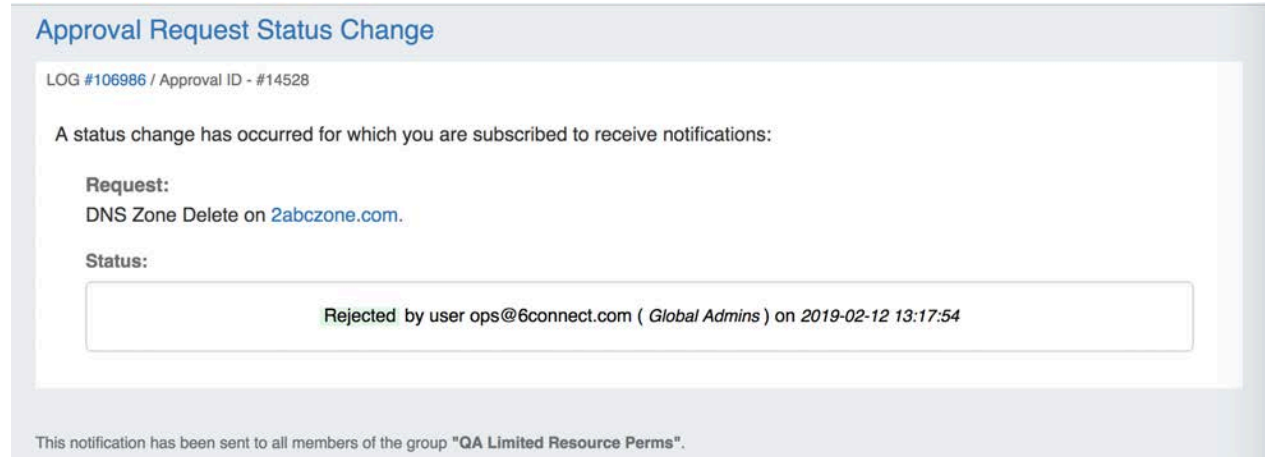 Approval Request Status Change
LOG #106986 / Approval ID - #14528
A status change has occurred for which you are subscribed to receive notifications:
Request:
DNS Zone Delete on 2abczone.com.
Status:
Rejected by user ops@6connect.com ( Global Admins ) on 2019-02-12 13:17:54
This notification has been sent to all members of the group "QA Limited Resource Perms".